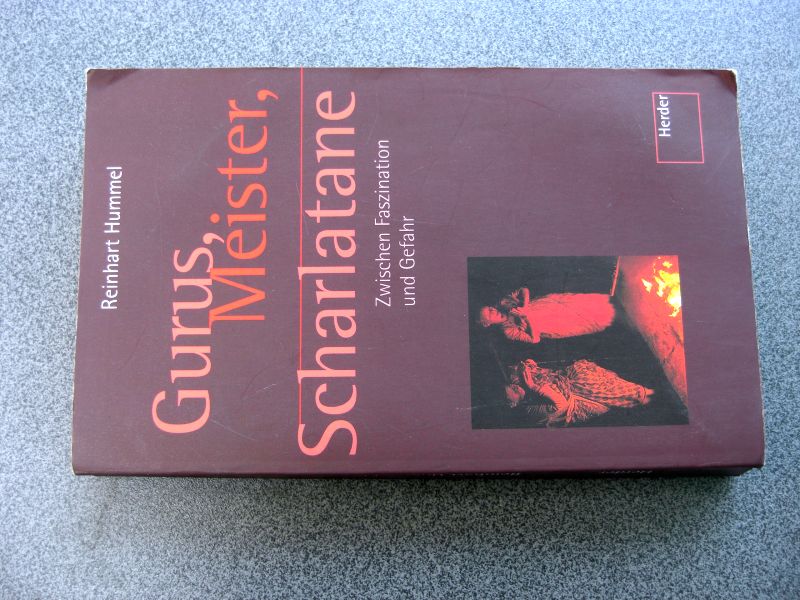 Reinhart Hummel
Gurus,
Meister,
Scharlatane
Zwischen Faszination
und Gefahr
Herder